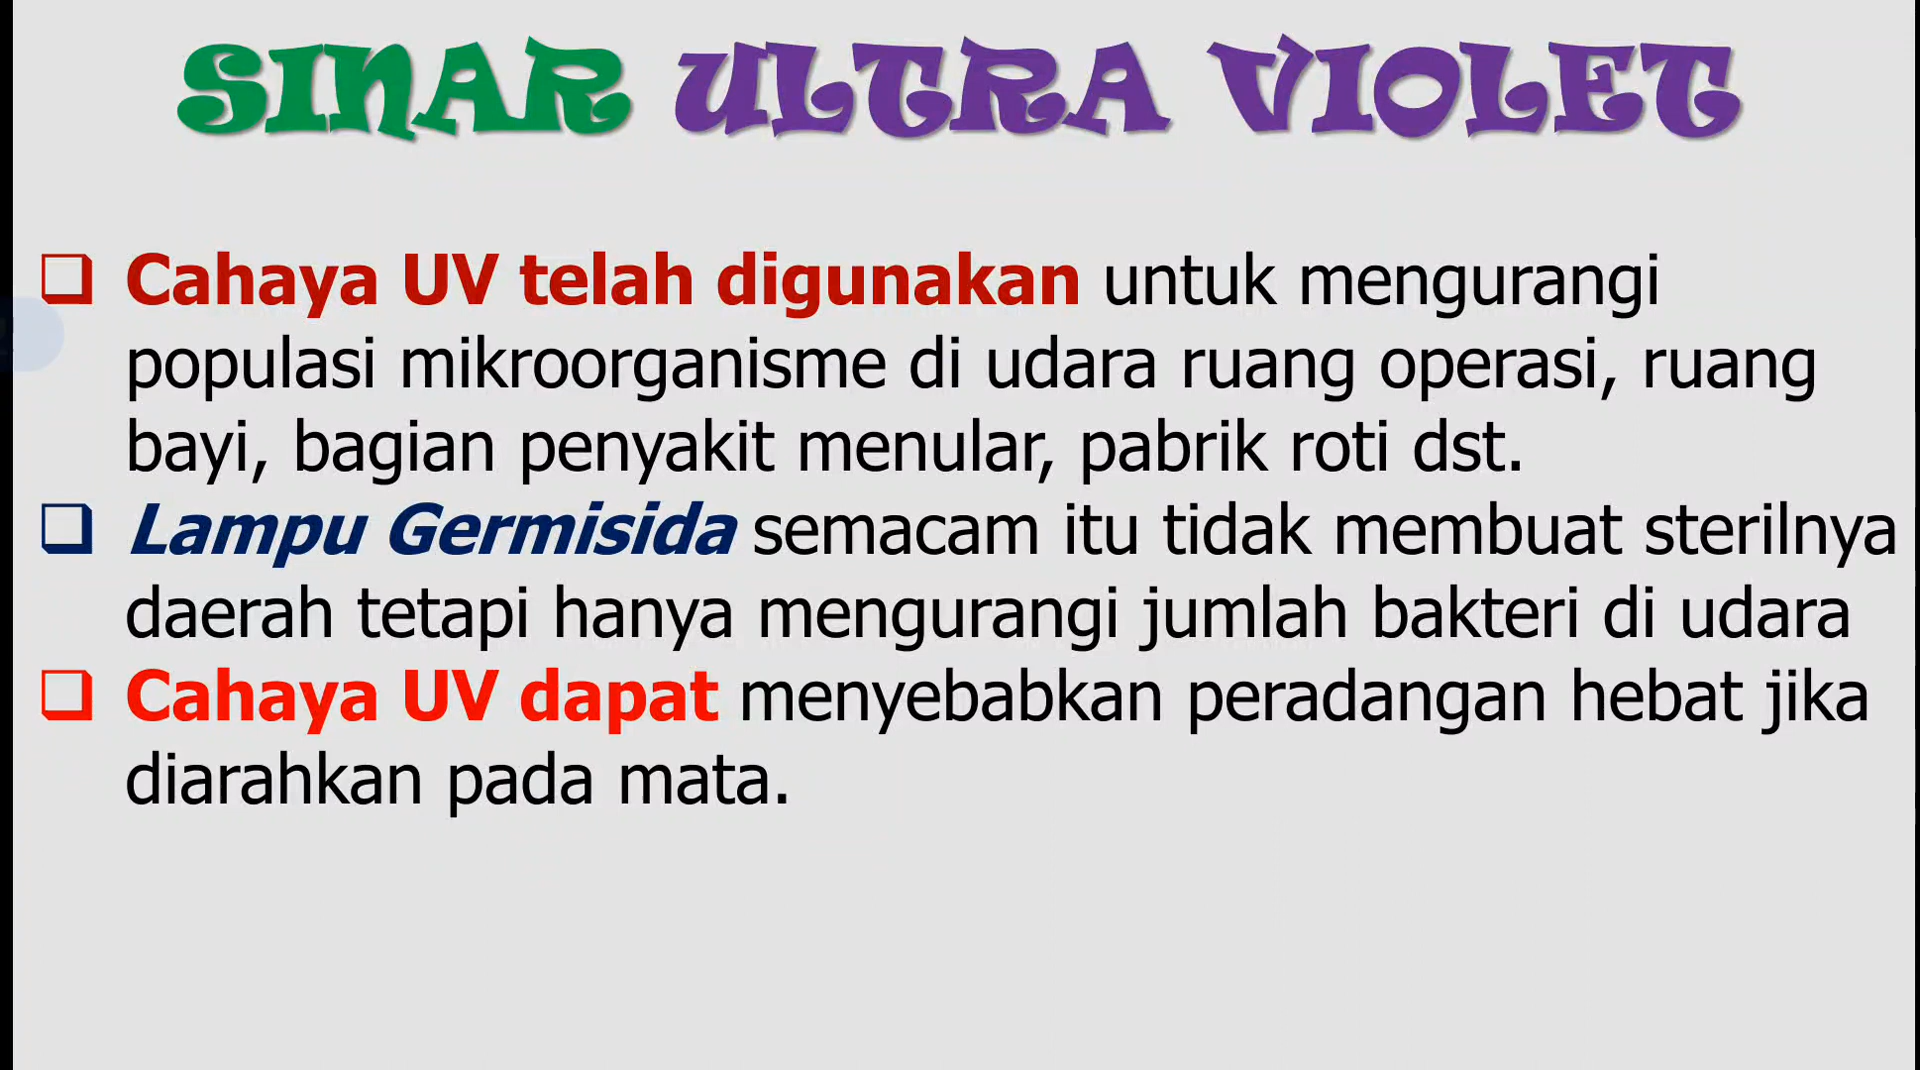 SINAR ULTRA VIOLET
Cahaya UV telah digunakan untuk mengurangi
populasi mikroorganisme di udara ruang operasi, ruang
bayi, bagian penyakit menular, pabrik roti dst.
Lampu Germisida semacam itu tidak membuat sterilnya
daerah tetapi hanya mengurangi jumlah bakteri di udara
Cahaya UV dapat menyebabkan peradangan hebat jika
diarahkan pada mata.